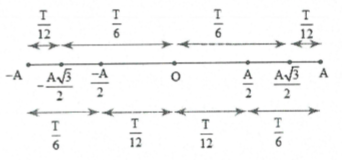 T/12 T/6 T/6 T/12
-A -A√3/2 -A/2 O A/2 A√3/2 A
T/6 T/12 T/12 T/6